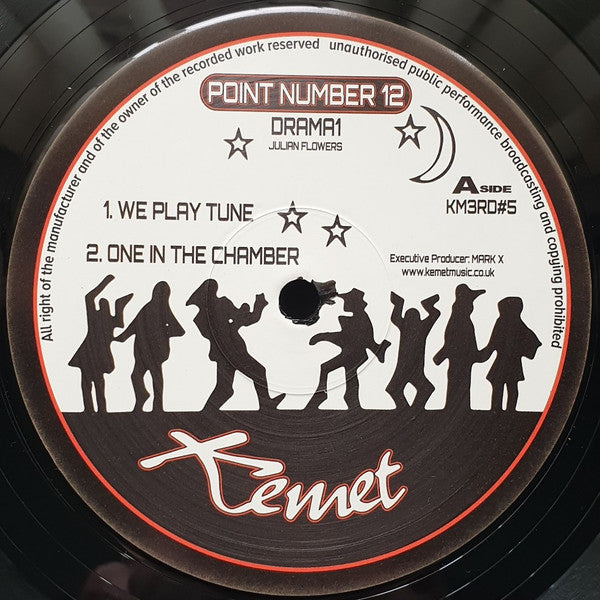 All right of the manufacturer and of the owner of the recorded work reserved unauthorised public performance broadcasting and copying prohibited
POINT NUMBER 12
DRAMA1
JULIAN FLOWERS
A SIDE
KM3RD#5
1. WE PLAY TUNE
2. ONE IN THE CHAMBER
Executive Producer: MARK X
www.kemetmusic.co.uk
Kemet